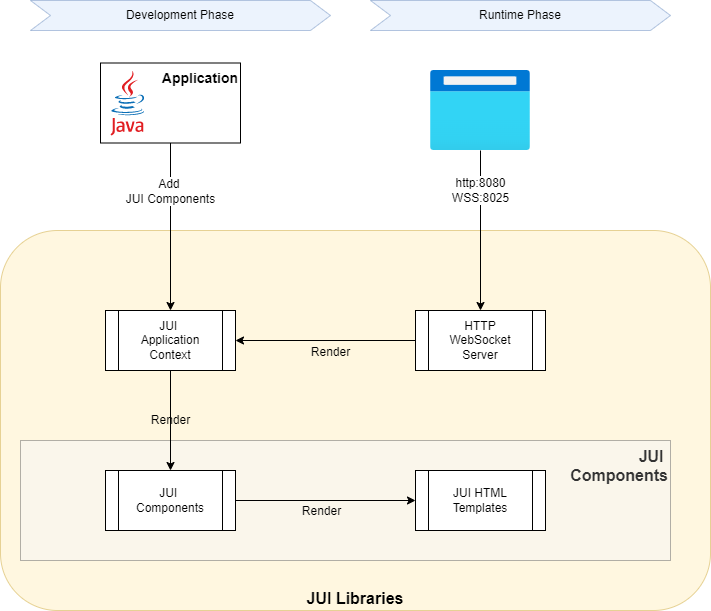 Development Phase
Runtime Phase
Application
Java
Add
JUI Components
http:8080
WSS:8025
JUI
Application
Context
HTTP
WebSocket
Server
Render
Render
JUI
Components
JUI
Components
JUI HTML
Templates
Render
JUI Libraries